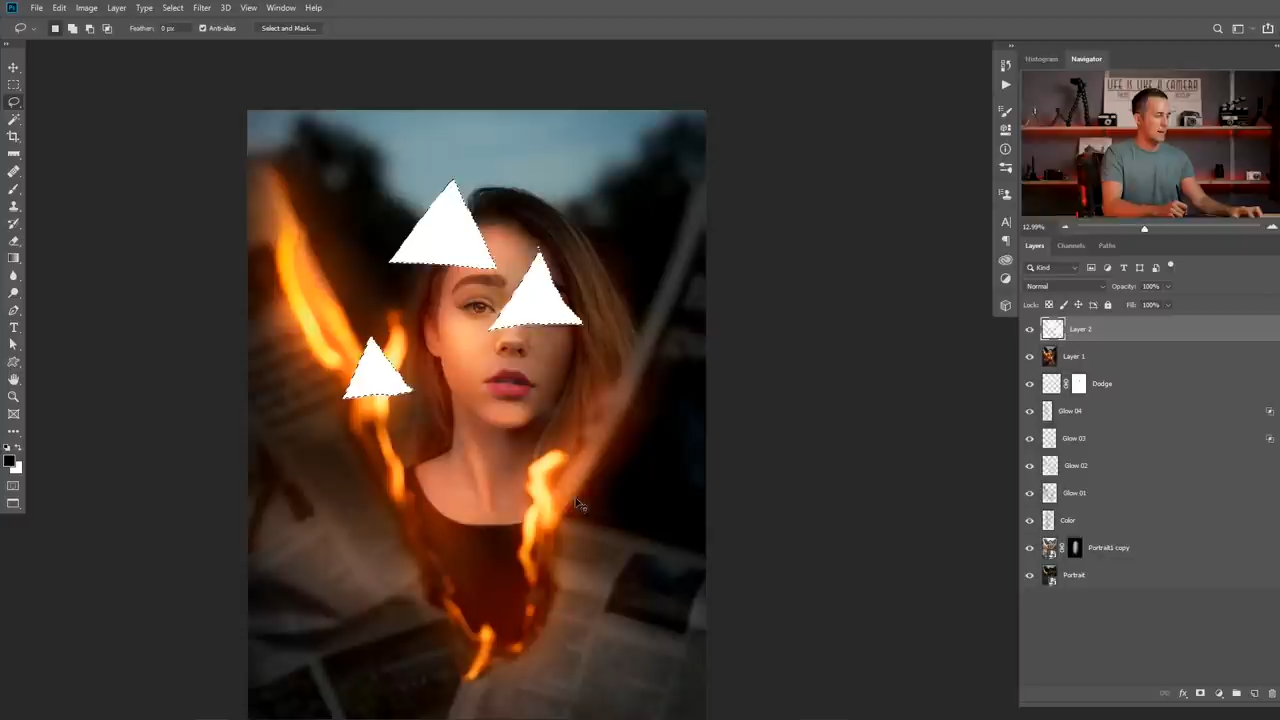 Ps File Edit Image Layer Type Select Filter 3D View Window Help
Feather: 0 px Anti-alias Select and Mask...
Histogram Navigator
LIFE IS LIKE A CAMERA
12.99%
Layers Channels Paths
Kind
Normal Opacity: 100%
Lock: Fill: 100%
Layer 2
Layer 1
Dodge
Glow 04
Glow 03
Glow 02
Glow 01
Color
Portrait1 copy
Portrait